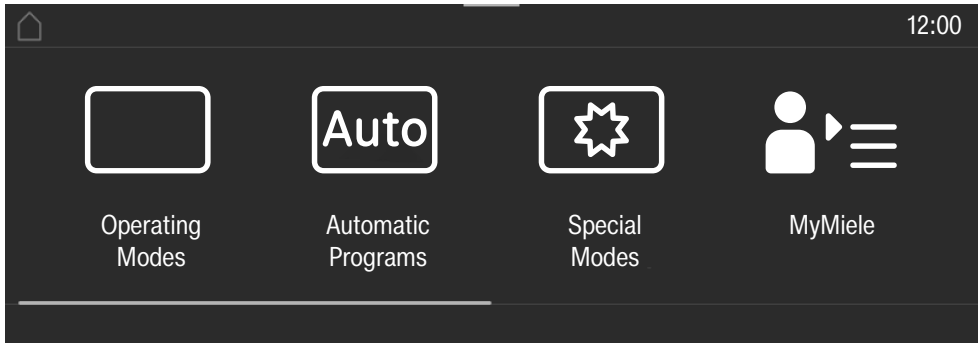 12:00
Auto
Operating
Modes
Automatic
Programs
Special
Modes
MyMiele